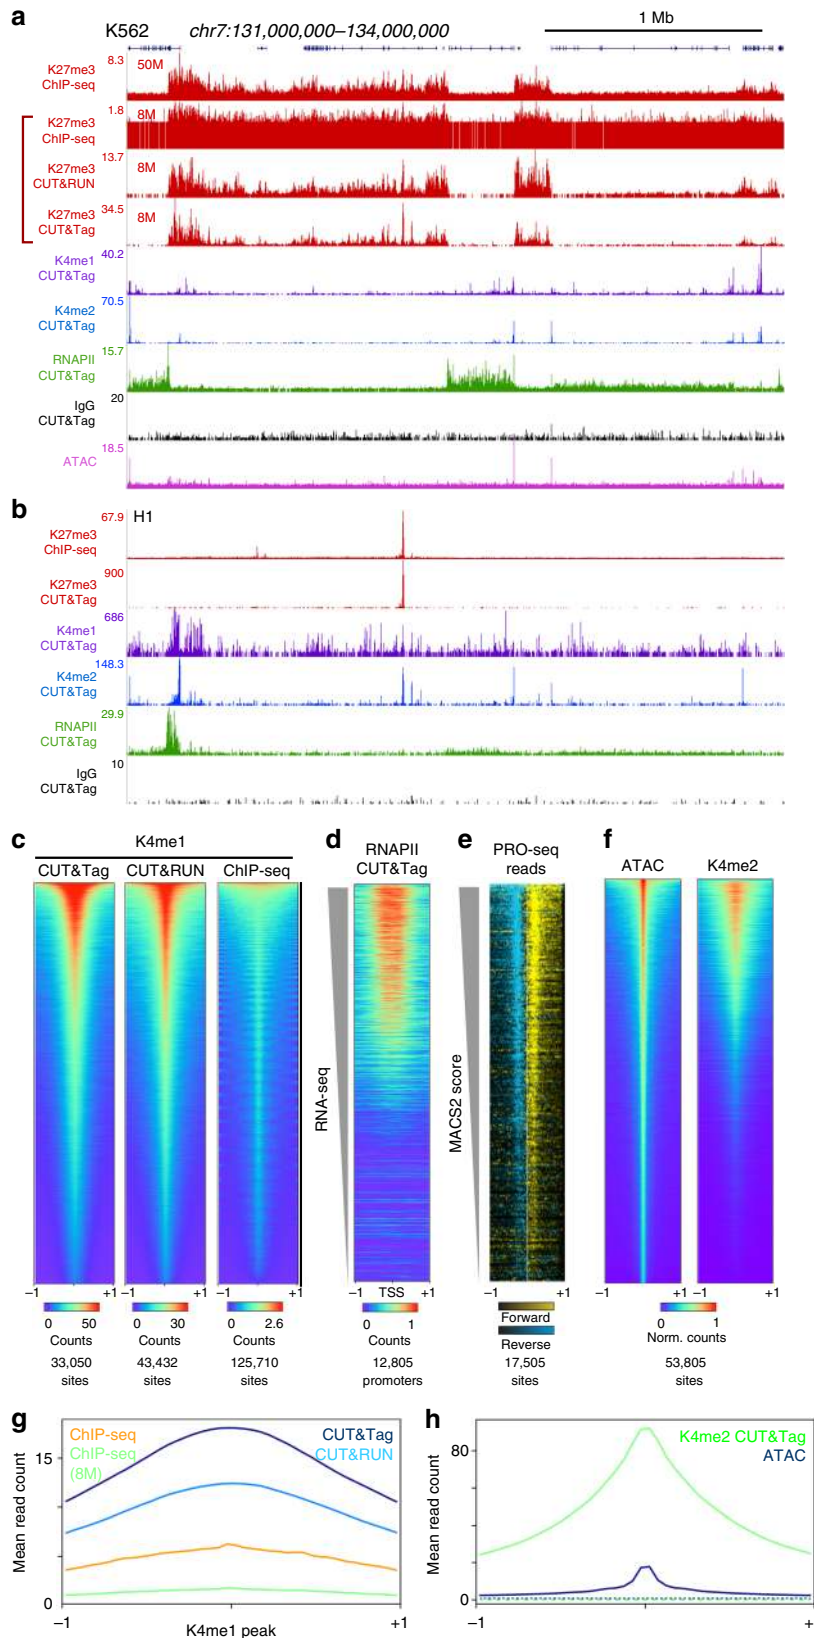 a
K562 chr7:131,000,000–134,000,000 1 Mb
K27me3 ChIP-seq 8.3 50M
K27me3 ChIP-seq 1.8 8M
K27me3 CUT&RUN 13.7 8M
K27me3 CUT&Tag 34.5 8M
K4me1 CUT&Tag 40.2
K4me2 CUT&Tag 70.5
RNAPII CUT&Tag 15.7
IgG CUT&Tag 20
ATAC 18.5
b
H1
K27me3 ChIP-seq 67.9
K27me3 CUT&Tag 900
K4me1 CUT&Tag 686
K4me2 CUT&Tag 148.3
RNAPII CUT&Tag 29.9
IgG CUT&Tag 10
c
K4me1
CUT&Tag CUT&RUN ChIP-seq
−1 +1 −1 +1
0 50 0 30 0 2.6
Counts Counts Counts
33,050 43,432 125,710
sites sites sites
d
RNAPII
CUT&Tag
RNA-seq
−1 TSS +1
0 1
Counts
12,805
promoters
e
PRO-seq
reads
MACS2 score
−1 +1
Forward
Reverse
17,505
sites
f
ATAC K4me2
−1 +1 −1 +1
0 1
Norm. counts
53,805
sites
g
ChIP-seq CUT&Tag
ChIP-seq CUT&RUN
(8M)
Mean read count
15
0
−1 +1
K4me1 peak
h
K4me2 CUT&Tag
ATAC
Mean read count
80
0
−1 +